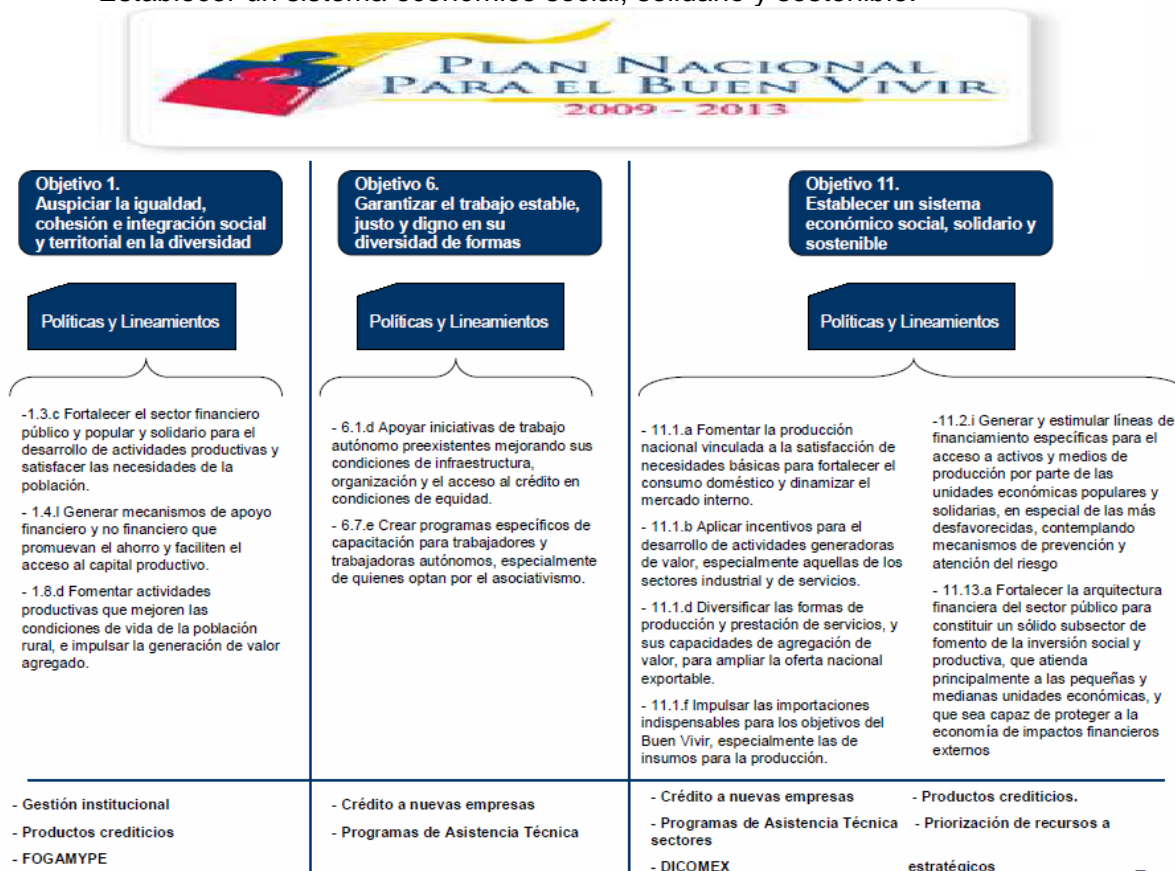 Establecer un sistema económico social, solidario y sostenible.
PLAN NACIONAL
PARA EL BUEN VIVIR
2009 - 2013
Objetivo 1.
Auspiciar la igualdad,
cohesión e integración social
y territorial en la diversidad
Políticas y Lineamientos
-1.3.c Fortalecer el sector financiero
público y popular y solidario para el
desarrollo de actividades productivas y
satisfacer las necesidades de la
población.
- 1.4.l Generar mecanismos de apoyo
financiero y no financiero que
promuevan el ahorro y faciliten el
acceso al capital productivo.
- 1.8.d Fomentar actividades
productivas que mejoren las
condiciones de vida de la población
rural, e impulsar la generación de valor
agregado.
- Gestión institucional
- Productos crediticios
- FOGAMYPE
Objetivo 6.
Garantizar el trabajo estable,
justo y digno en su
diversidad de formas
Políticas y Lineamientos
- 6.1.d Apoyar iniciativas de trabajo
autónomo preexistentes mejorando sus
condiciones de infraestructura,
organización y el acceso al crédito en
condiciones de equidad.
- 6.7.e Crear programas específicos de
capacitación para trabajadores y
trabajadoras autónomos, especialmente
de quienes optan por el asociativismo.
- Crédito a nuevas empresas
- Programas de Asistencia Técnica
Objetivo 11.
Establecer un sistema
económico social, solidario y
sostenible
Políticas y Lineamientos
- 11.1.a Fomentar la producción
nacional vinculada a la satisfacción de
necesidades básicas para fortalecer el
consumo doméstico y dinamizar el
mercado interno.
- 11.1.b Aplicar incentivos para el
desarrollo de actividades generadoras
de valor, especialmente aquellas de los
sectores industrial y de servicios.
- 11.1.d Diversificar las formas de
producción y prestación de servicios, y
sus capacidades de agregación de
valor, para ampliar la oferta nacional
exportable.
- 11.1.f Impulsar las importaciones
indispensables para los objetivos del
Buen Vivir, especialmente las de
insumos para la producción.
-11.2.i Generar y estimular líneas de
financiamiento específicas para el
acceso a activos y medios de
producción por parte de las
unidades económicas populares y
solidarias, en especial de las más
desfavorecidas, contemplando
mecanismos de prevención y
atención del riesgo
- 11.13.a Fortalecer la arquitectura
financiera del sector público para
constituir un sólido subsector de
fomento de la inversión social y
productiva, que atienda
principalmente a las pequeñas y
medianas unidades económicas, y
que sea capaz de proteger a la
economía de impactos financieros
externos
- Crédito a nuevas empresas - Productos crediticios.
- Programas de Asistencia Técnica - Priorización de recursos a
sectores
- DICOMEX estratégicos